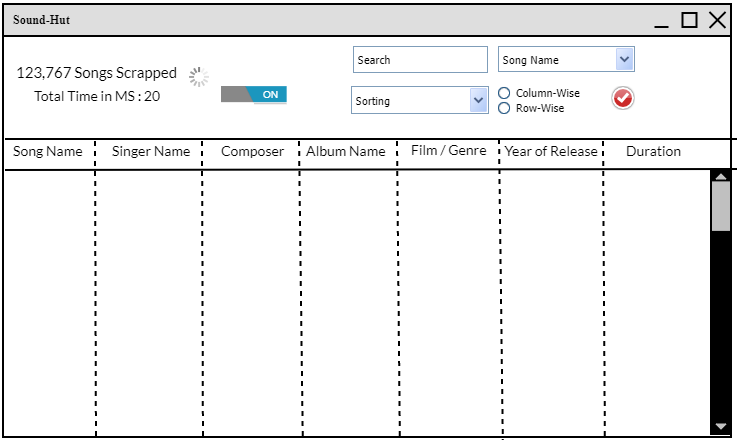 Sound-Hut
123,767 Songs Scrapped
Total Time in MS : 20
ON
Search
Song Name
Sorting
Column-Wise
Row-Wise
Song Name
Singer Name
Composer
Album Name
Film / Genre
Year of Release
Duration